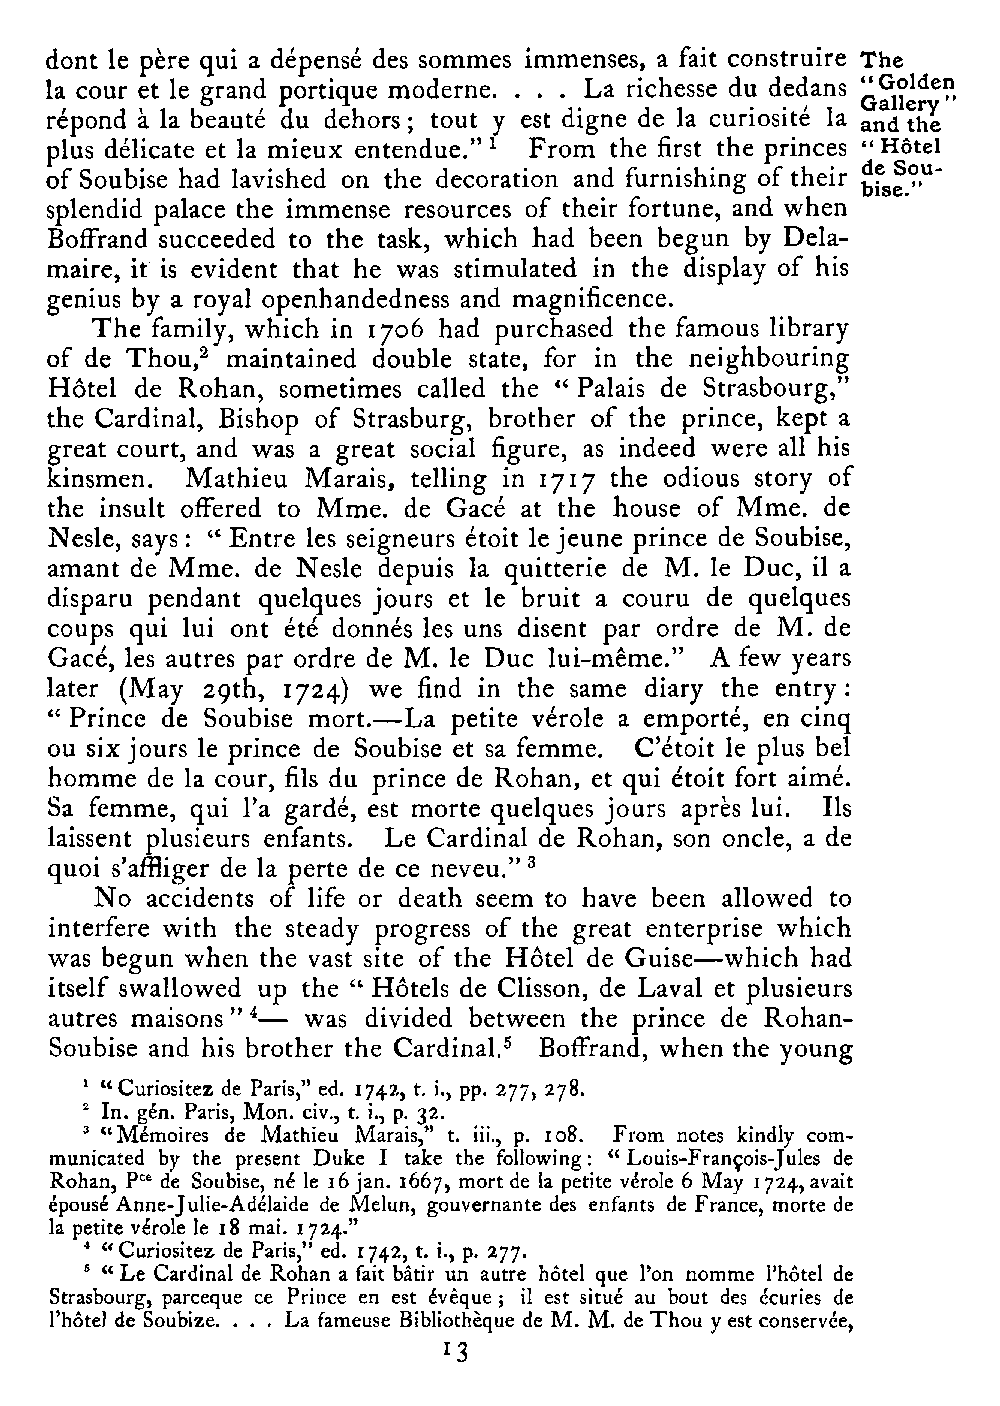 dont le père qui a dépensé des sommes immenses, a fait construire
la cour et le grand portique moderne. . . . . La richesse du dedans
répond à la beauté du dehors; tout y est digne de la curiosité la
plus délicate et la mieux entendue." ¹ From the first the princes
of Soubise had lavished on the decoration and furnishing of their
splendid palace the immense resources of their fortune, and when
Boffrand succeeded to the task, which had been begun by Dela-
maire, it is evident that he was stimulated in the display of his
genius by a royal openhandedness and magnificence.
The
"Golden
Gallery"
and the
"Hôtel
de Sou-
bise."
The family, which in 1706 had purchased the famous library
of de Thou,² maintained double state, for in the neighbouring
Hôtel de Rohan, sometimes called the "Palais de Strasbourg,"
the Cardinal, Bishop of Strasburg, brother of the prince, kept a
great court, and was a great social figure, as indeed were all his
kinsmen. Mathieu Marais, telling in 1717 the odious story of
the insult offered to Mme. de Gacé at the house of Mme. de
Nesle, says: "Entre les seigneurs étoit le jeune prince de Soubise,
amant de Mme. de Nesle depuis la quitterie de M. le Duc, il a
disparu pendant quelques jours et le bruit a couru de quelques
coups qui lui ont été donnés les uns disent par ordre de M. de
Gacé, les autres par ordre de M. le Duc lui-même." A few years
later (May 29th, 1724) we find in the same diary the entry:
"Prince de Soubise mort.—La petite vérole a emporté, en cinq
ou six jours le prince de Soubise et sa femme. C'étoit le plus bel
homme de la cour, fils du prince de Rohan, et qui étoit fort aimé.
Sa femme, qui l'a gardé, est morte quelques jours après lui. Ils
laissent plusieurs enfants. Le Cardinal de Rohan, son oncle, a de
quoi s'affliger de la perte de ce neveu." ³
No accidents of life or death seem to have been allowed to
interfere with the steady progress of the great enterprise which
was begun when the vast site of the Hôtel de Guise—which had
itself swallowed up the "Hôtels de Clisson, de Laval et plusieurs
autres maisons" ⁴— was divided between the prince de Rohan-
Soubise and his brother the Cardinal.⁵ Boffrand, when the young
¹ "Curiositez de Paris," ed. 1742, t. i., pp. 277, 278.
² In. gén. Paris, Mon. civ., t. i., p. 32.
³ "Mémoires de Mathieu Marais," t. iii., p. 108. From notes kindly com-
municated by the present Duke I take the following: "Louis-François-Jules de
Rohan, Pᶜᵉ de Soubise, né le 16 jan. 1667, mort de la petite vérole 6 May 1724, avait
épousé Anne-Julie-Adélaide de Melun, gouvernante des enfants de France, morte de
la petite vérole le 18 mai. 1724."
⁴ "Curiositez de Paris," ed. 1742, t. i., p. 277.
⁵ "Le Cardinal de Rohan a fait bâtir un autre hôtel que l'on nomme l'hôtel de
Strasbourg, parceque ce Prince en est évêque; il est situé au bout des écuries de
l'hôtel de Soubize. . . . La fameuse Bibliothèque de M. M. de Thou y est conservée,
13